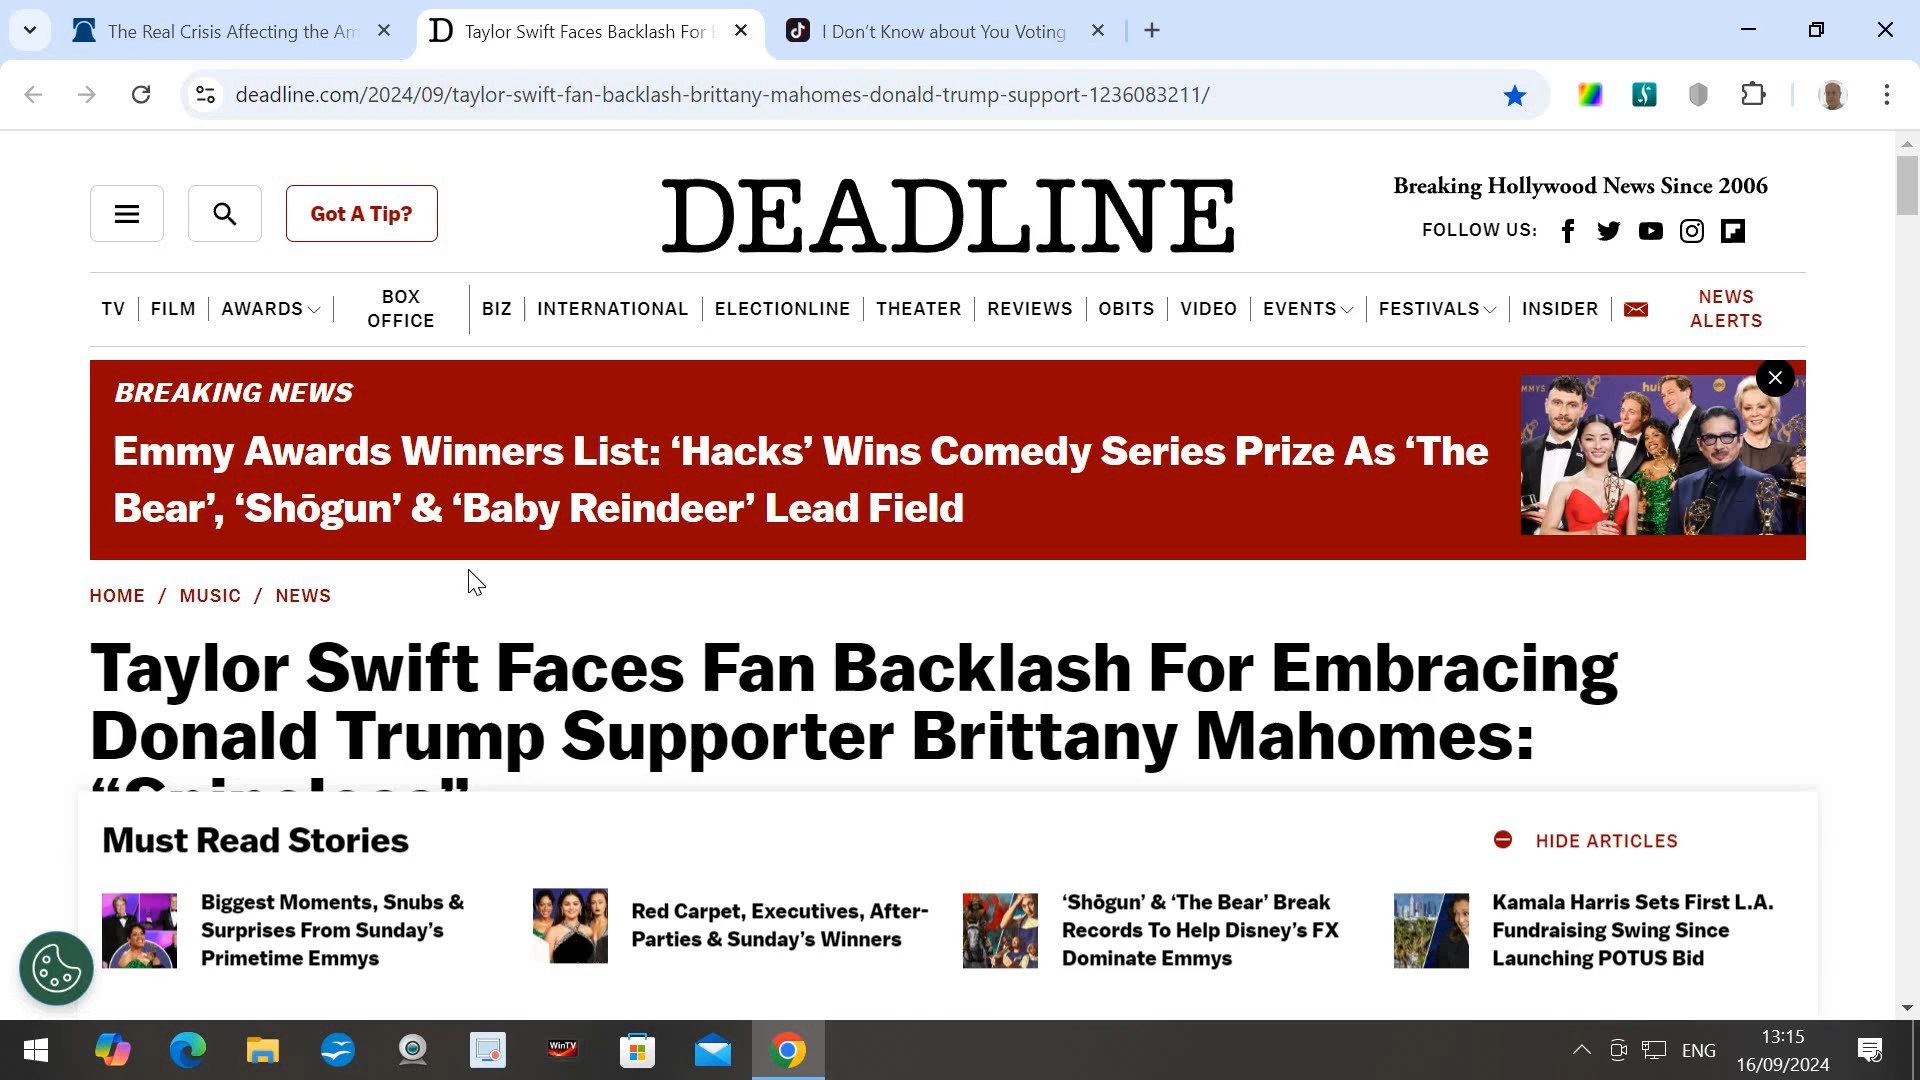 The Real Crisis Affecting the Am
Taylor Swift Faces Backlash For E
I Don't Know about You Voting
deadline.com/2024/09/taylor-swift-fan-backlash-brittany-mahomes-donald-trump-support-1236083211/
Got A Tip?
DEADLINE
Breaking Hollywood News Since 2006
FOLLOW US:
TV
FILM
AWARDS
BOX
OFFICE
BIZ
INTERNATIONAL
ELECTIONLINE
THEATER
REVIEWS
OBITS
VIDEO
EVENTS
FESTIVALS
INSIDER
NEWS
ALERTS
BREAKING NEWS
Emmy Awards Winners List: ‘Hacks’ Wins Comedy Series Prize As ‘The
Bear’, ‘Shōgun’ & ‘Baby Reindeer’ Lead Field
HOME / MUSIC / NEWS
Taylor Swift Faces Fan Backlash For Embracing
Donald Trump Supporter Brittany Mahomes:
“Spineless”
Must Read Stories
HIDE ARTICLES
Biggest Moments, Snubs &
Surprises From Sunday’s
Primetime Emmys
Red Carpet, Executives, After-
Parties & Sunday’s Winners
‘Shōgun’ & ‘The Bear’ Break
Records To Help Disney’s FX
Dominate Emmys
Kamala Harris Sets First L.A.
Fundraising Swing Since
Launching POTUS Bid
WinTV
ENG
13:15
16/09/2024